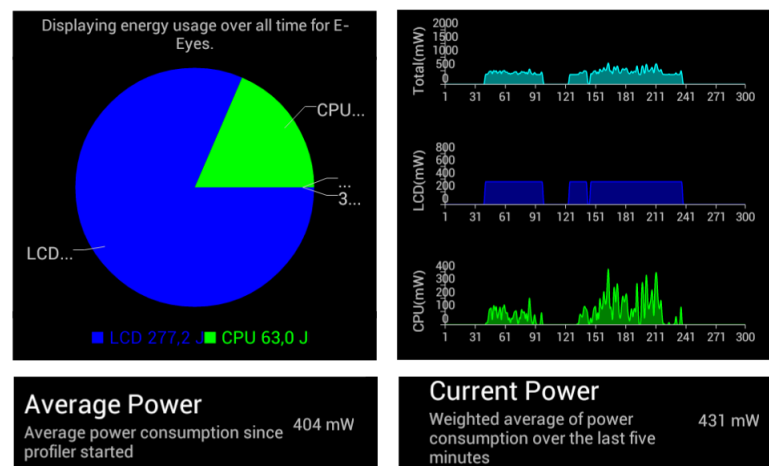 Displaying energy usage over all time for E-
Eyes.
CPU...
...
3...
LCD...
LCD 277,2 J CPU 63,0 J
Total(mW)
2000
1500
1000
500
0
1 31 61 91 121 151 181 211 241 271 300
LCD(mW)
800
600
400
200
0
1 31 61 91 121 151 181 211 241 271 300
CPU(mW)
400
300
200
100
0
1 31 61 91 121 151 181 211 241 271 300
Average Power
Average power consumption since
profiler started
404 mW
Current Power
Weighted average of power
consumption over the last five
minutes
431 mW